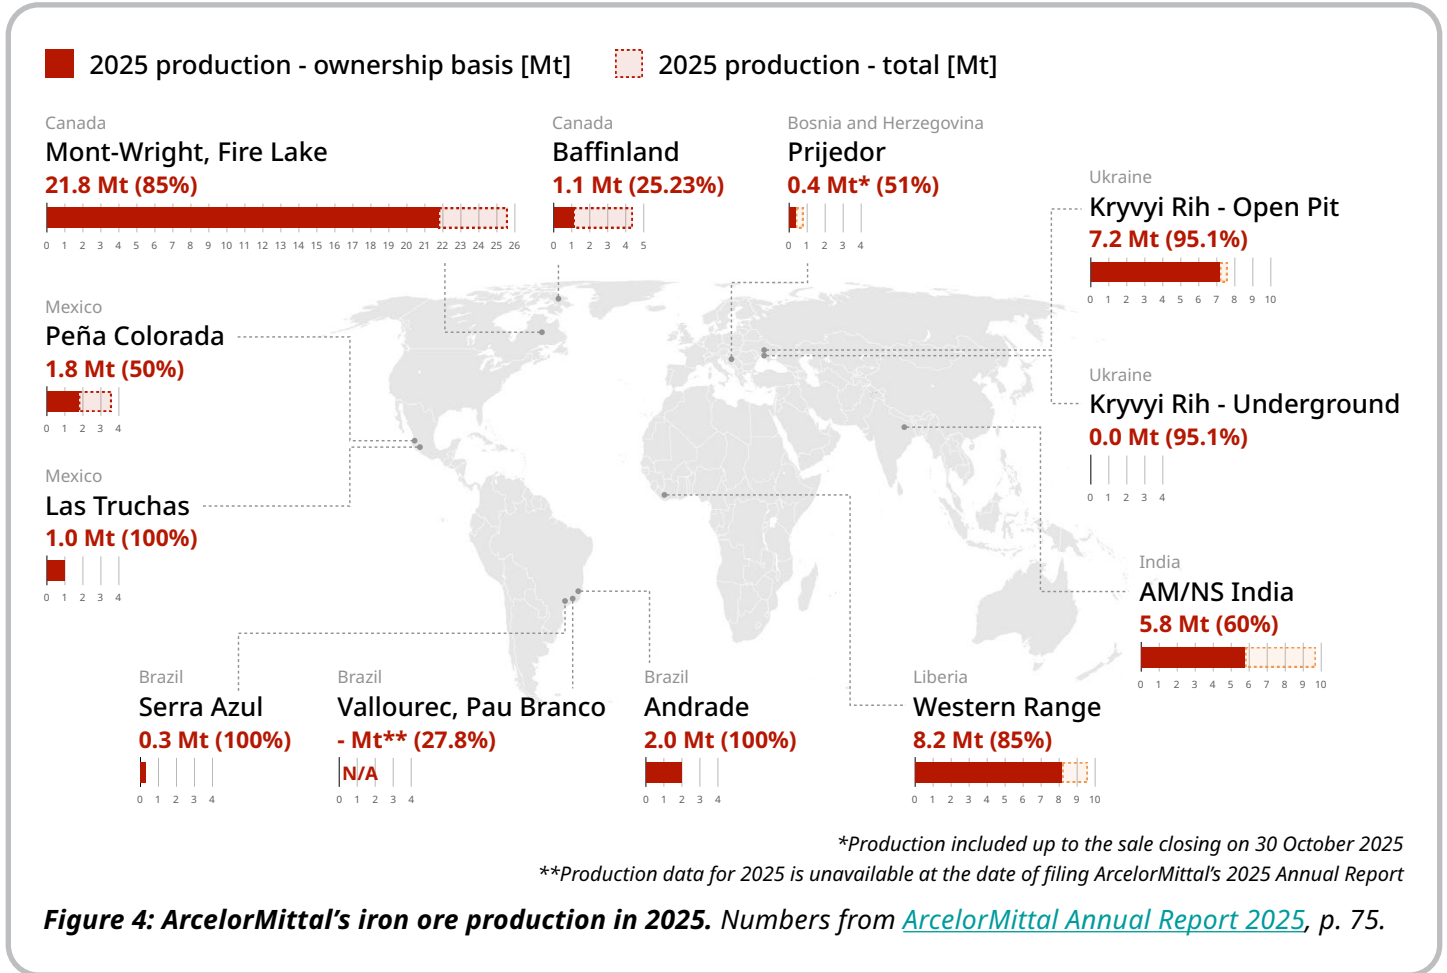 2025 production - ownership basis [Mt]
2025 production - total [Mt]
Canada
Mont-Wright, Fire Lake
21.8 Mt (85%)
0 1 2 3 4 5 6 7 8 9 10 11 12 13 14 15 16 17 18 19 20 21 22 23 24 25 26
Canada
Baffinland
1.1 Mt (25.23%)
0 1 2 3 4 5
Bosnia and Herzegovina
Prijedor
0.4 Mt* (51%)
0 1 2 3 4
Ukraine
Kryvyi Rih - Open Pit
7.2 Mt (95.1%)
0 1 2 3 4 5 6 7 8 9 10
Mexico
Peña Colorada
1.8 Mt (50%)
0 1 2 3 4
Ukraine
Kryvyi Rih - Underground
0.0 Mt (95.1%)
0 1 2 3 4
Mexico
Las Truchas
1.0 Mt (100%)
0 1 2 3 4
India
AM/NS India
5.8 Mt (60%)
0 1 2 3 4 5 6 7 8 9 10
Brazil
Serra Azul
0.3 Mt (100%)
0 1 2 3 4
Brazil
Vallourec, Pau Branco
- Mt** (27.8%)
N/A
0 1 2 3 4
Brazil
Andrade
2.0 Mt (100%)
0 1 2 3 4
Liberia
Western Range
8.2 Mt (85%)
0 1 2 3 4 5 6 7 8 9 10
*Production included up to the sale closing on 30 October 2025
**Production data for 2025 is unavailable at the date of filing ArcelorMittal's 2025 Annual Report
Figure 4: ArcelorMittal's iron ore production in 2025. Numbers from ArcelorMittal Annual Report 2025, p. 75.